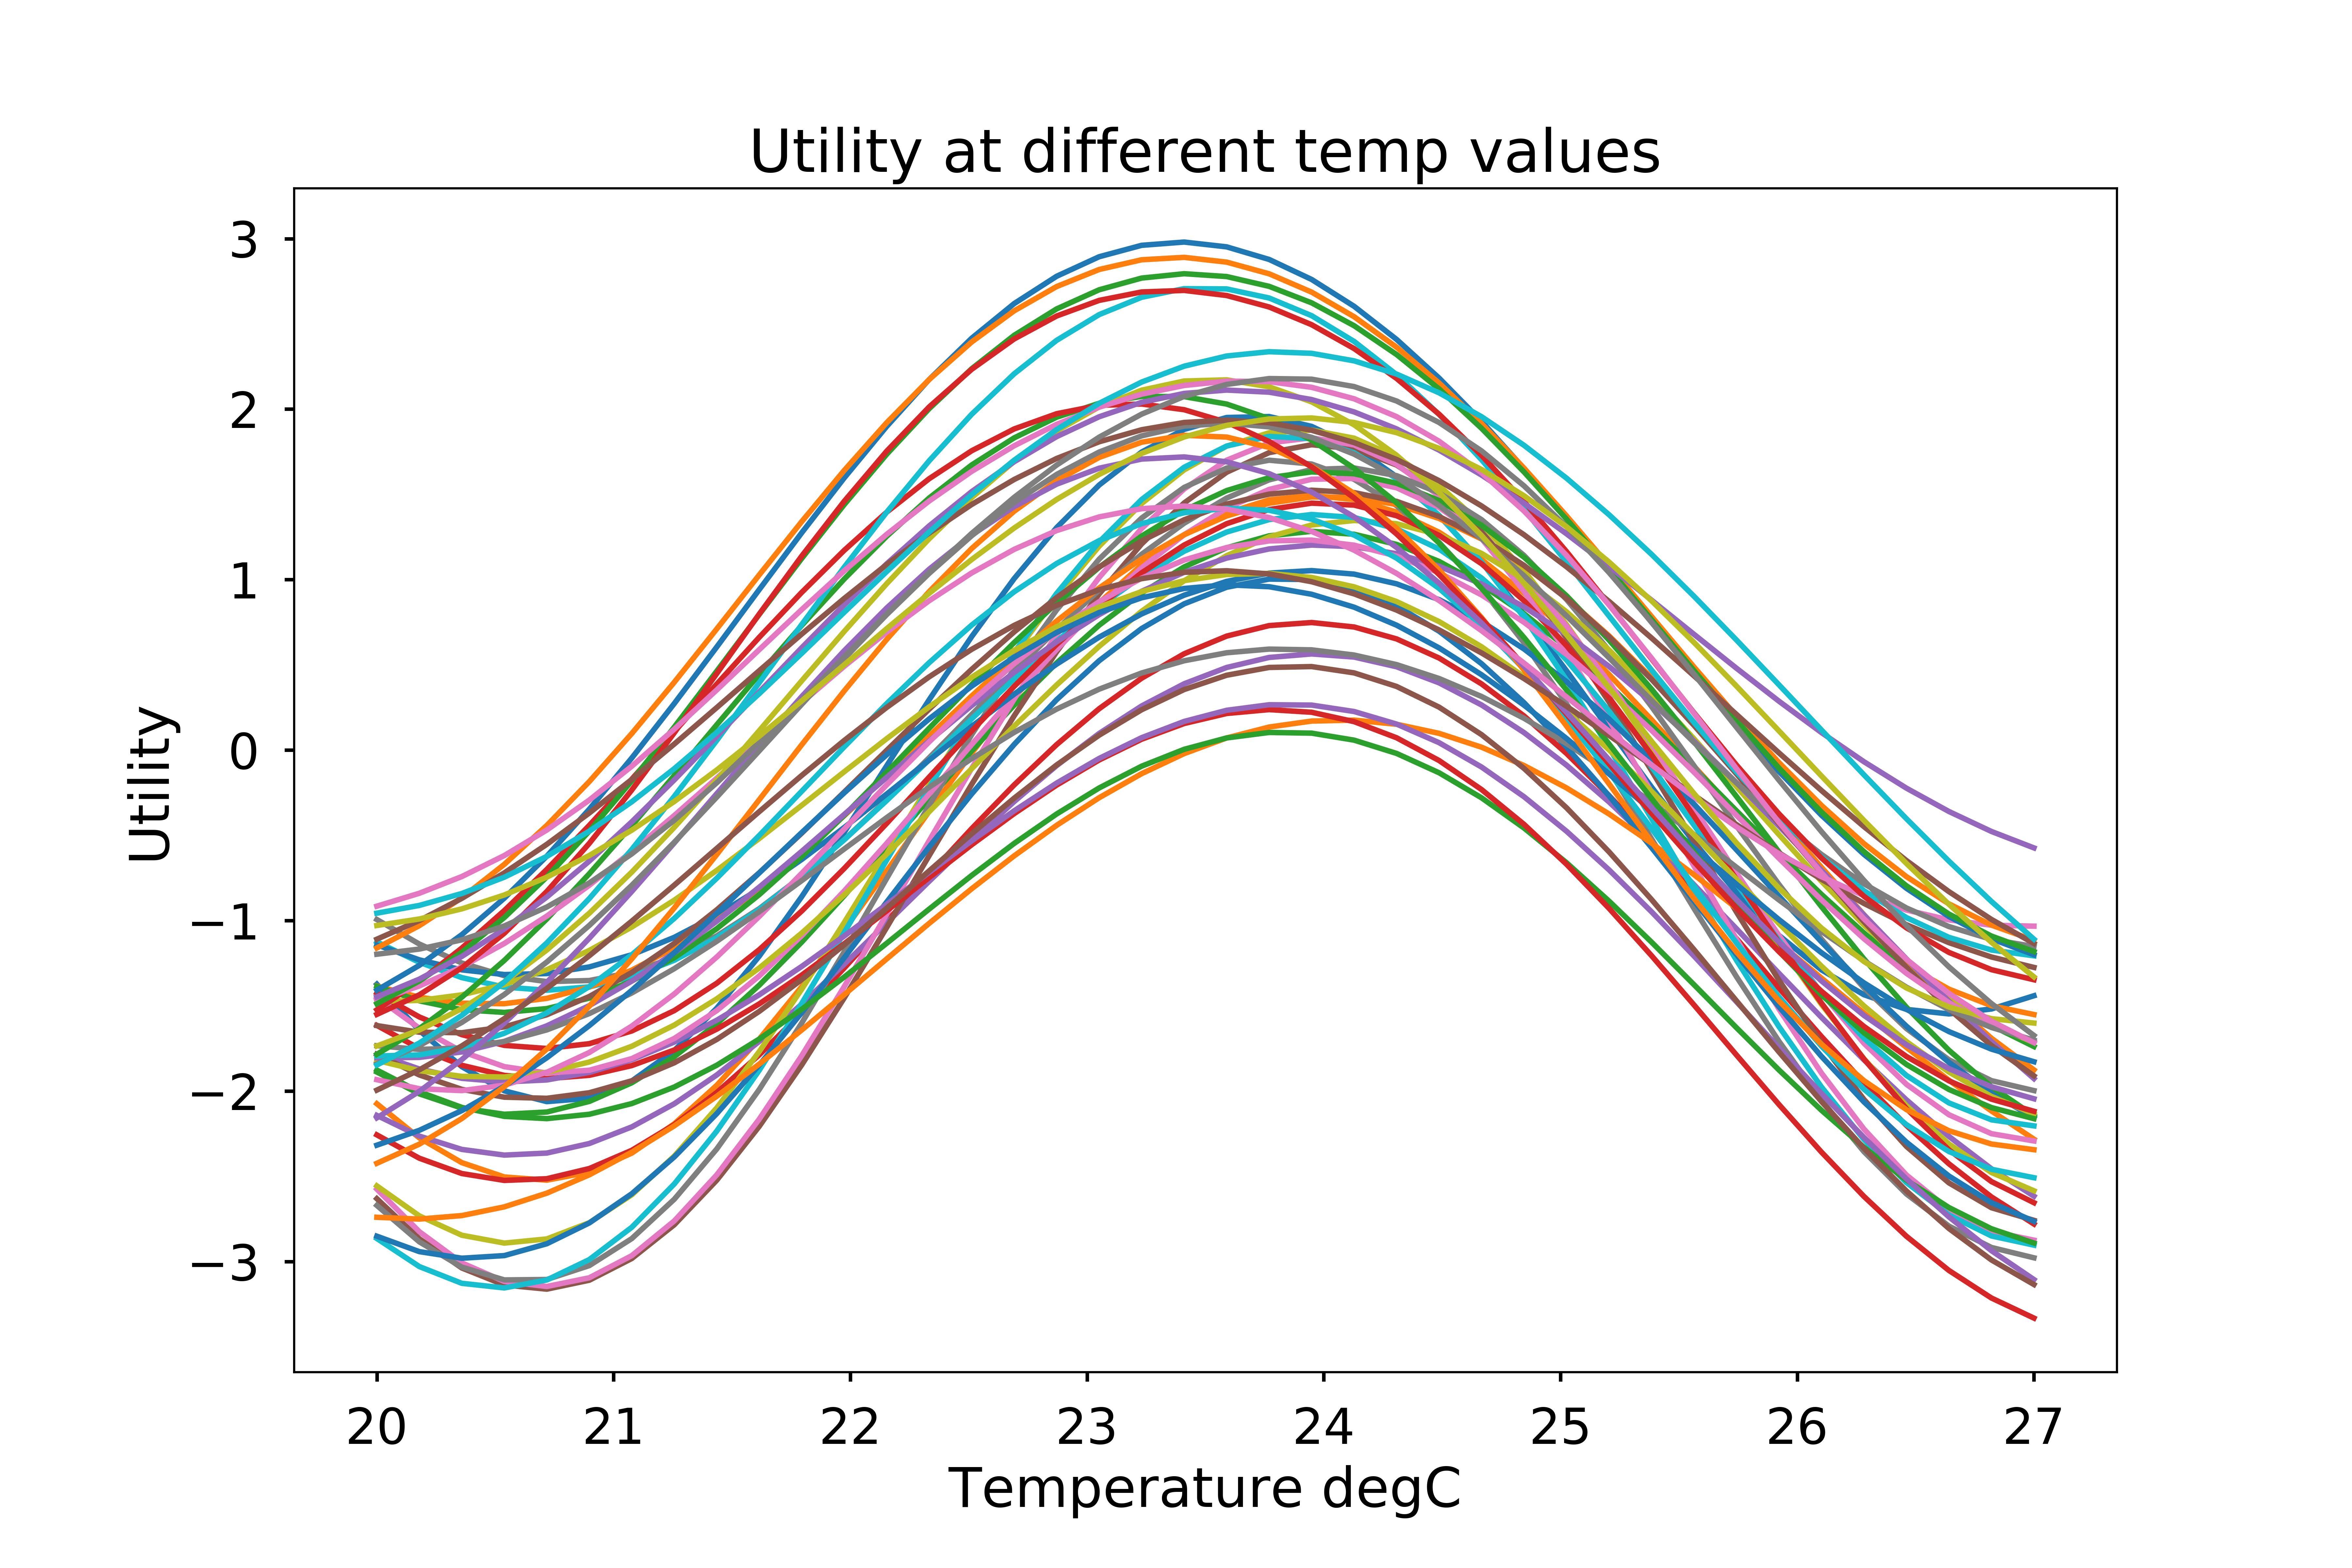 Utility at different temp values
3
2
1
0
−1
−2
−3
Utility
20 21 22 23 24 25 26 27
Temperature degC